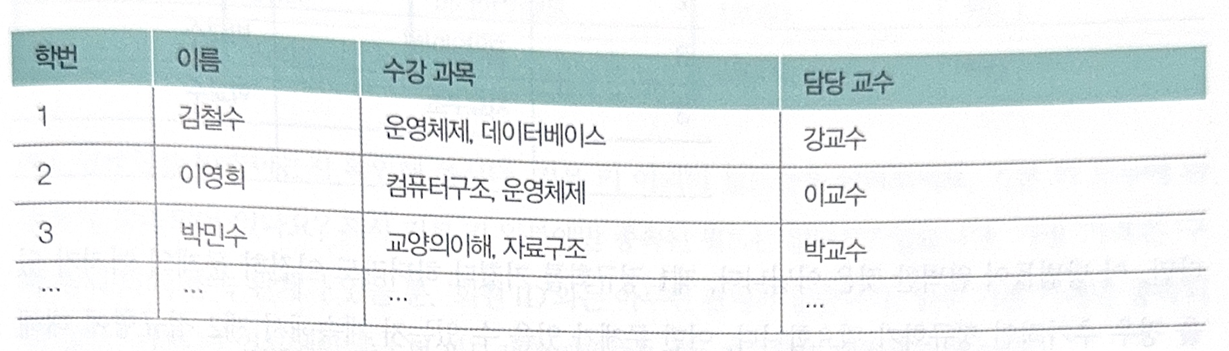 학번 이름 수강 과목 담당 교수
1 김철수 운영체제, 데이터베이스 강교수
2 이영희 컴퓨터구조, 운영체제 이교수
3 박민수 교양의이해, 자료구조 박교수
... ... ... ...